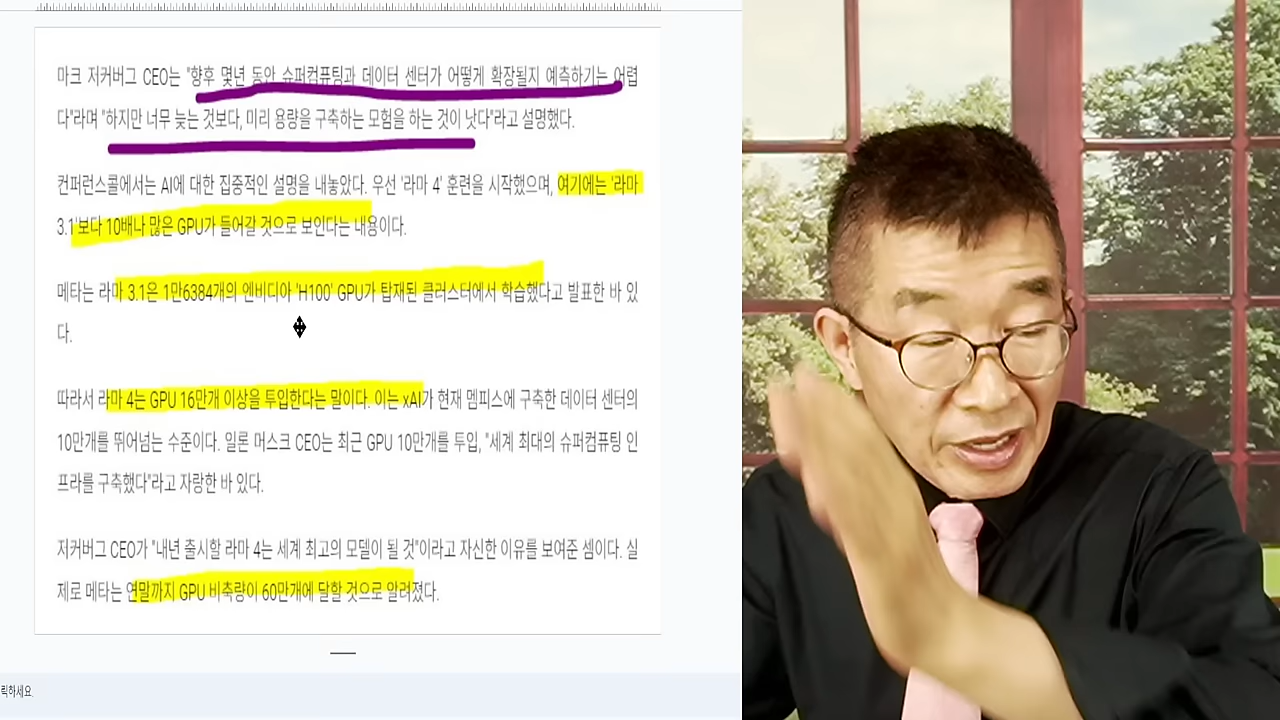 마크 저커버그 CEO는 "향후 몇년 동안 슈퍼컴퓨팅과 데이터 센터가 어떻게 확장될지 예측하기는 어렵
다"라며 "하지만 너무 늦는 것보다, 미리 용량을 구축하는 모험을 하는 것이 낫다"라고 설명했다.
컨퍼런스콜에서는 AI에 대한 집중적인 설명을 내놓았다. 우선 '라마 4' 훈련을 시작했으며, 여기에는 '라마
3.1'보다 10배나 많은 GPU가 들어갈 것으로 보인다는 내용이다.
메타는 라마 3.1은 1만6384개의 엔비디아 'H100' GPU가 탑재된 클러스터에서 학습했다고 발표한 바 있
다.
따라서 라마 4는 GPU 16만개 이상을 투입한다는 말이다. 이는 xAI가 현재 멤피스에 구축한 데이터 센터의
10만개를 뛰어넘는 수준이다. 일론 머스크 CEO는 최근 GPU 10만개를 투입, "세계 최대의 슈퍼컴퓨팅 인
프라를 구축했다"라고 자랑한 바 있다.
저커버그 CEO가 "내년 출시할 라마 4는 세계 최고의 모델이 될 것"이라고 자신한 이유를 보여준 셈이다. 실
제로 메타는 연말까지 GPU 비축량이 60만개에 달할 것으로 알려졌다.
릭하세요.